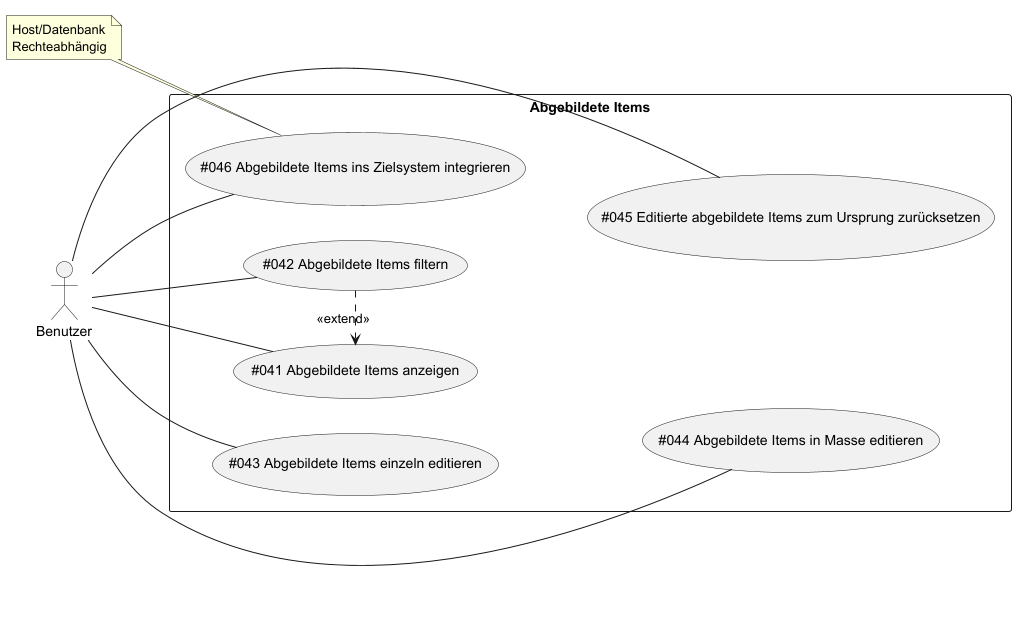 Host/Datenbank
Rechteabhängig
Abgebildete Items
#046 Abgebildete Items ins Zielsystem integrieren
#045 Editierte abgebildete Items zum Ursprung zurücksetzen
#042 Abgebildete Items filtern
«extend»
Benutzer
#041 Abgebildete Items anzeigen
#044 Abgebildete Items in Masse editieren
#043 Abgebildete Items einzeln editieren